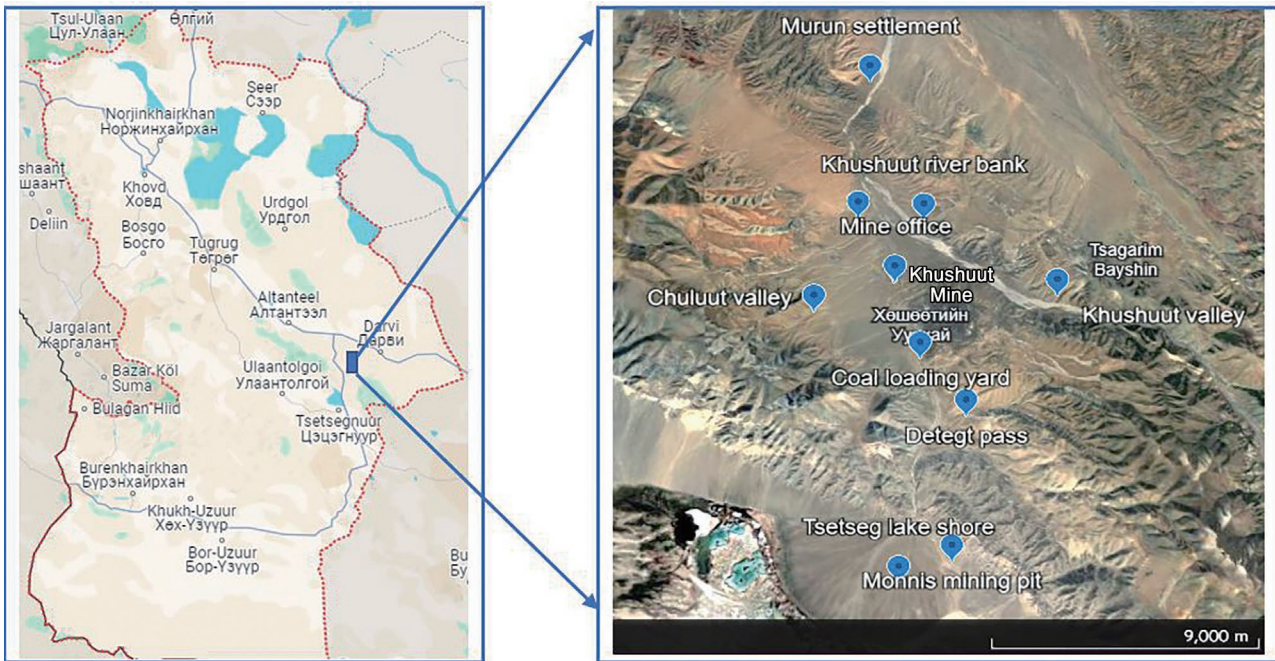 Tsul-Ulaan
Цул-Улаан
Өлгий
Seer
Сээр
Norjinkhairkhan
Норжинхайрхан
shaant
шаант
Khovd
Ховд
Urdgol
Урдгол
Deliin
Bosgo
Босго
Tugrug
Төгрөг
Altanteel
Алтантээл
Darvi
Дарви
Jargalant
Жаргалант
Ulaantolgoi
Улаантолгой
Bazar Köl
Suma
Bulagan Hiid
Tsetsegnuur
Цэцэгнуур
Burenkhairkhan
Бүрэнхайрхан
Khukh-Uzuur
Хөх-Үзүүр
Bor-Uzuur
Бор-Үзүүр
Bu
Бу
Murun settlement
Khushuut river bank
Mine office
Tsagarim
Bayshin
Khushuut
Mine
Chuluut valley
Khushuut valley
Хөшөөтийн
Coal loading yard
Detegt pass
Tsetseg lake shore
Monnis mining pit
9,000 m